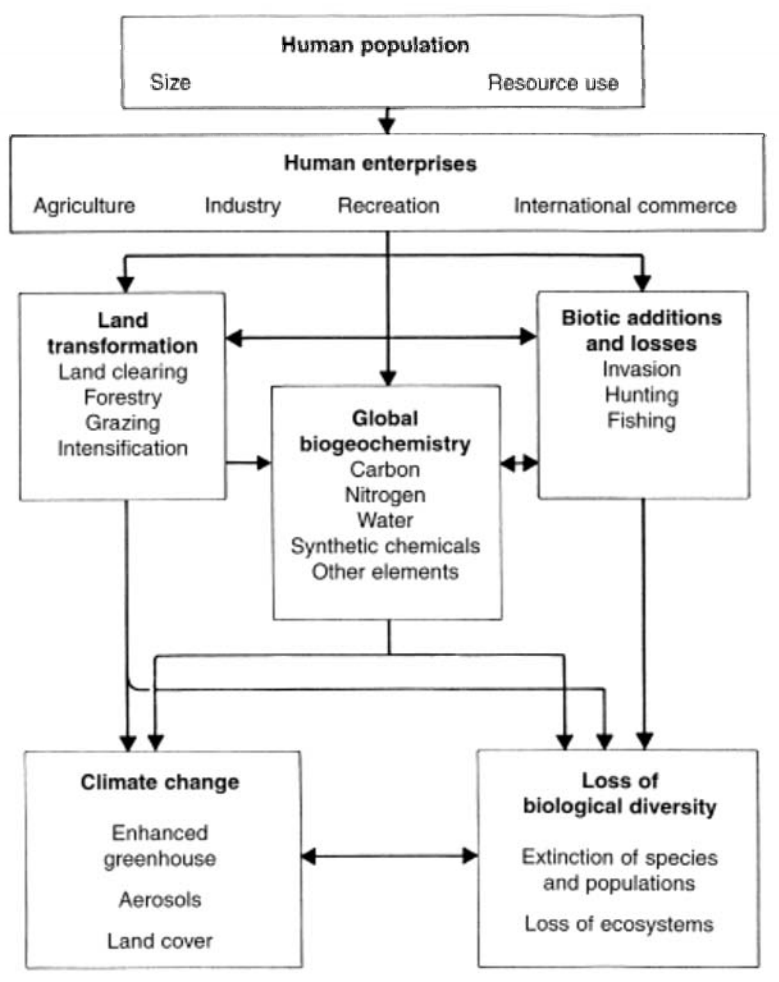 Human population
Size Resource use
Human enterprises
Agriculture Industry Recreation International commerce
Land
transformation
Land clearing
Forestry
Grazing
Intensification
Biotic additions
and losses
Invasion
Hunting
Fishing
Global
biogeochemistry
Carbon
Nitrogen
Water
Synthetic chemicals
Other elements
Climate change
Enhanced
greenhouse
Aerosols
Land cover
Loss of
biological diversity
Extinction of species
and populations
Loss of ecosystems